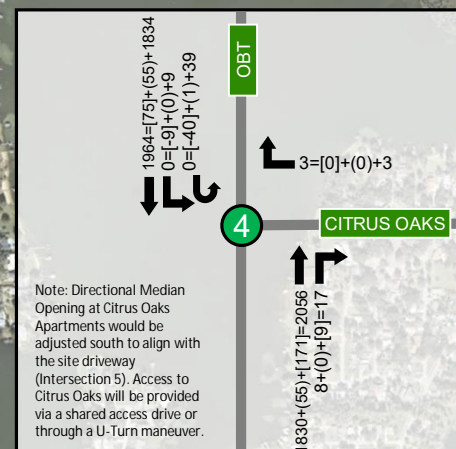 1964=[75]+(55)+1834
0=[-9]+(0)+9
0=[-40]+(1)+39
OBT
3=[0]+(0)+3
4
CITRUS OAKS
1830+(55)+[171]=2056
8+(0)+[9]=17
Note: Directional Median
Opening at Citrus Oaks
Apartments would be
adjusted south to align with
the site driveway
(Intersection 5). Access to
Citrus Oaks will be provided
via a shared access drive or
through a U-Turn maneuver.